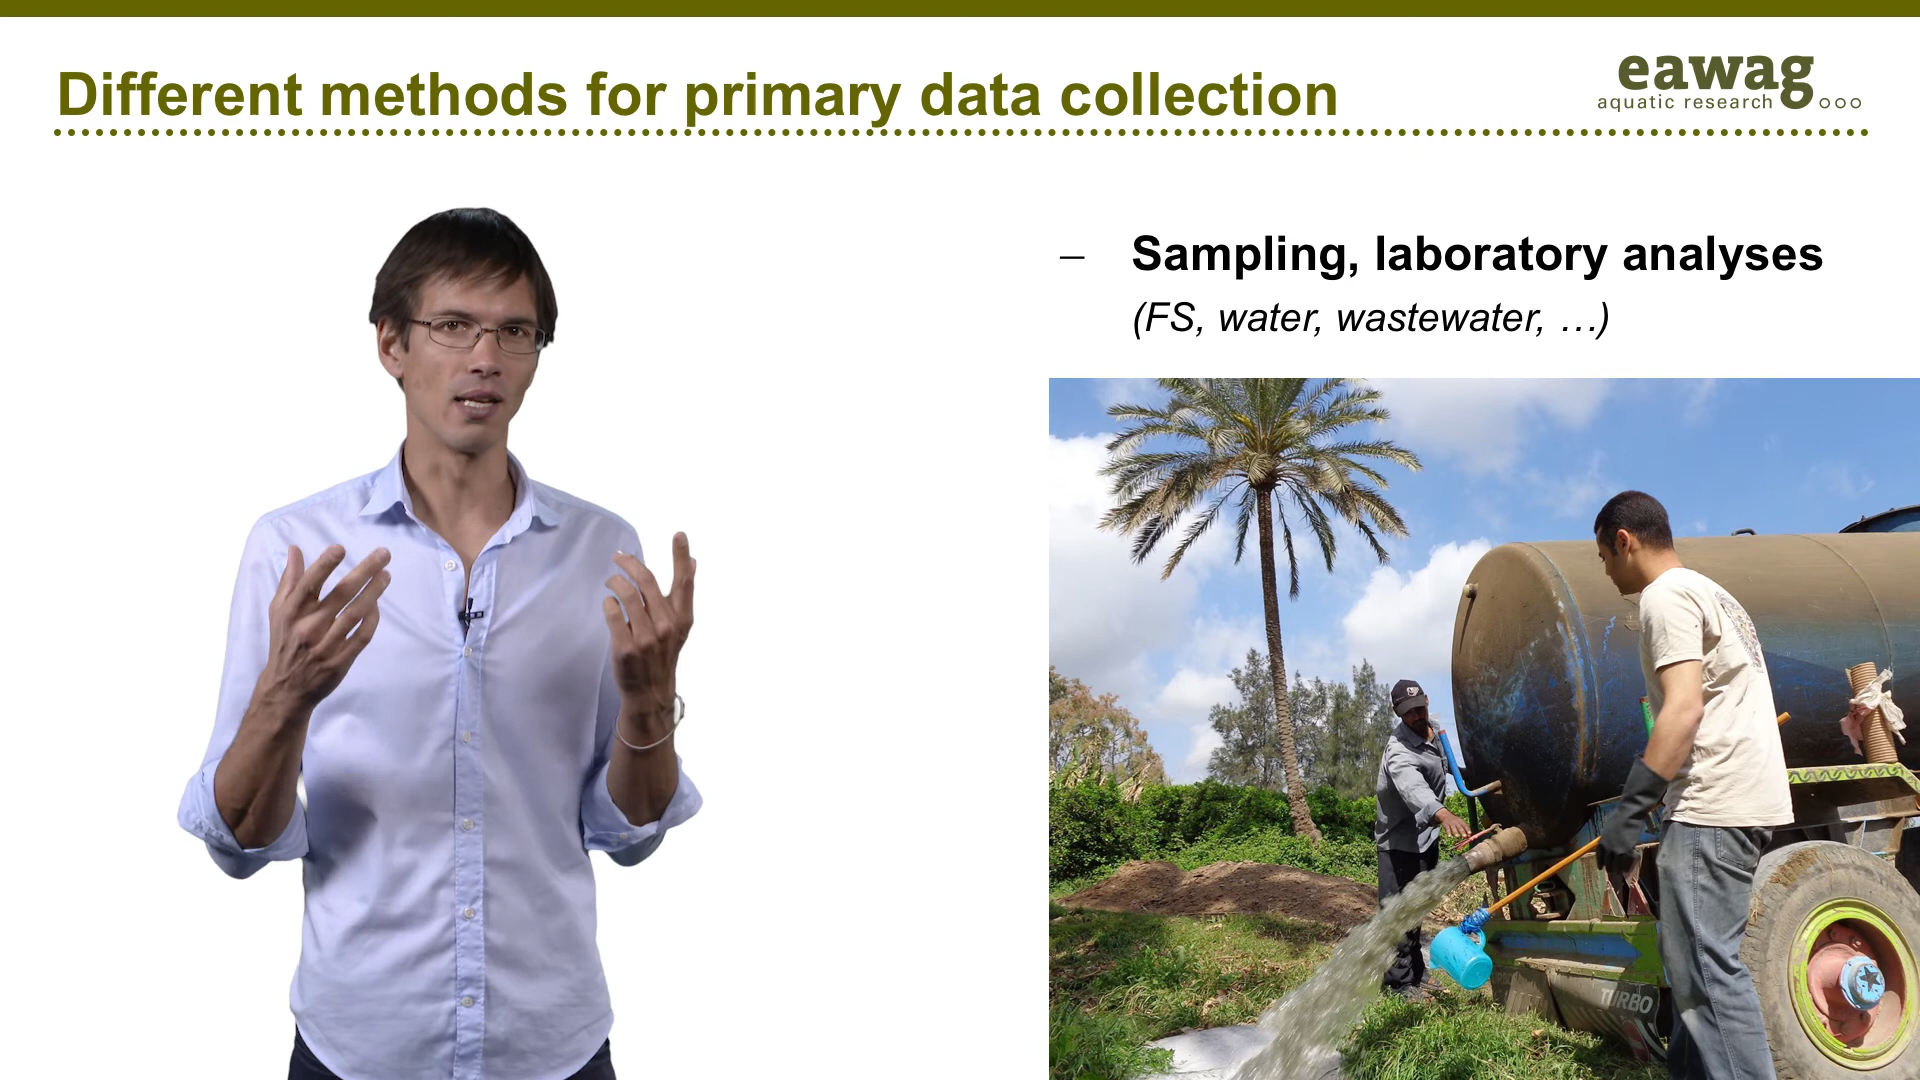 Different methods for primary data collection
eawag
aquatic research
– Sampling, laboratory analyses
(FS, water, wastewater, …)
TURBO